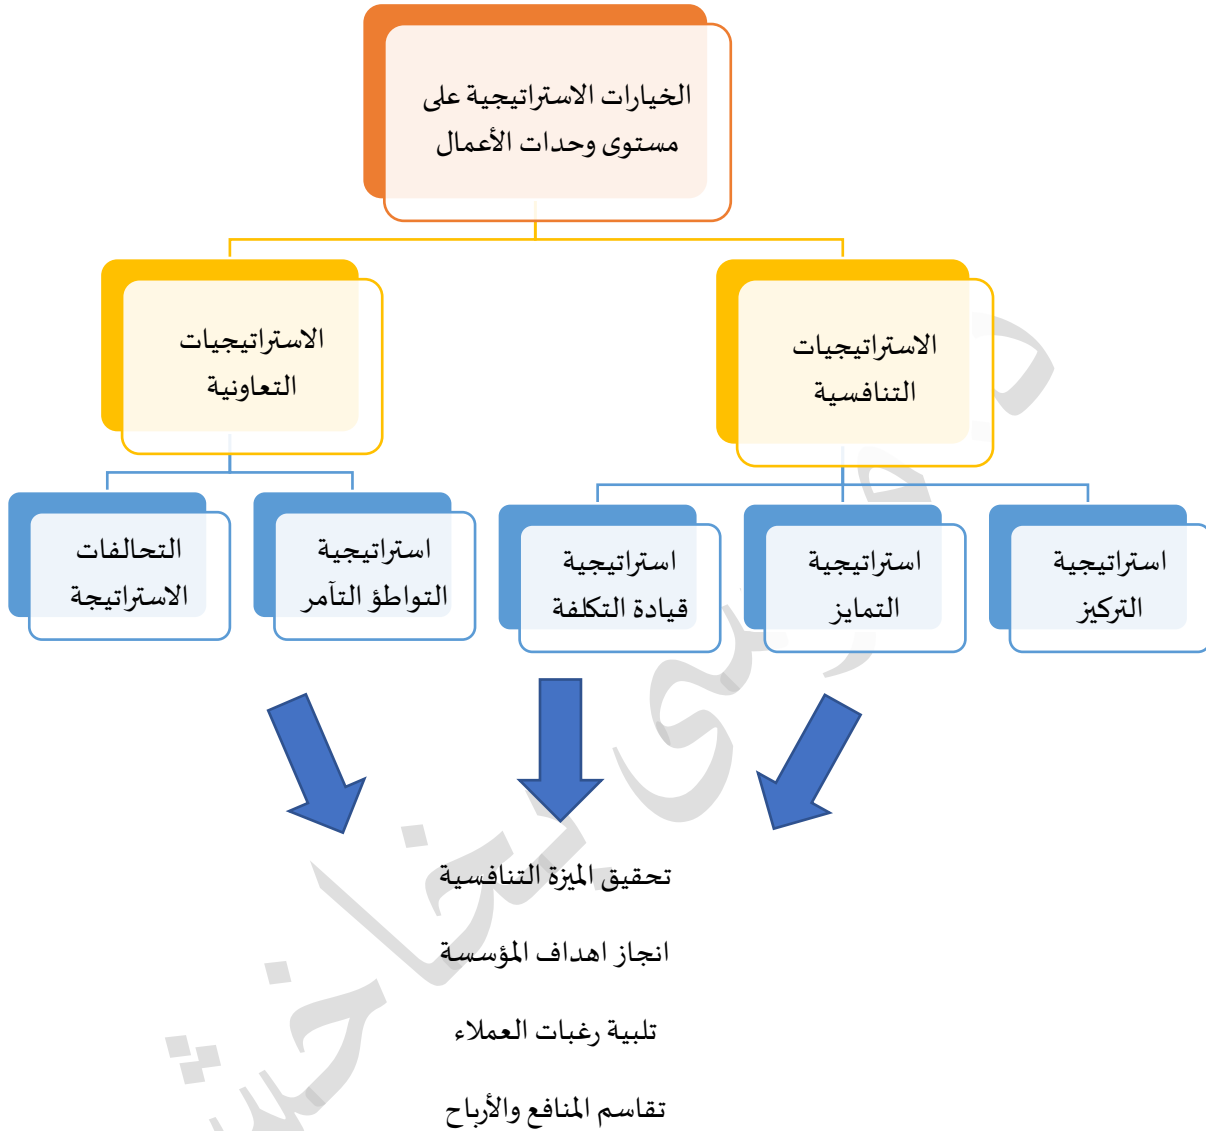 الخيارات الاستراتيجية على
مستوى وحدات الأعمال
الاستراتيجيات
التنافسية
الاستراتيجيات
التعاونية
استراتيجية
التركيز
استراتيجية
التمايز
استراتيجية
قيادة التكلفة
استراتيجية
التواطؤ التآمر
التحالفات
الاستراتيجة
تحقيق الميزة التنافسية
انجاز اهداف المؤسسة
تلبية رغبات العملاء
تقاسم المنافع والأرباح